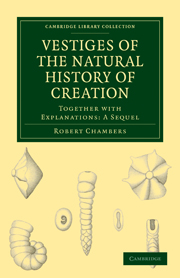 CAMBRIDGE LIBRARY COLLECTION
VESTIGES OF
THE NATURAL
HISTORY OF
CREATION
TOGETHER WITH
EXPLANATIONS: A SEQUEL
ROBERT CHAMBERS
CAMBRIDGE